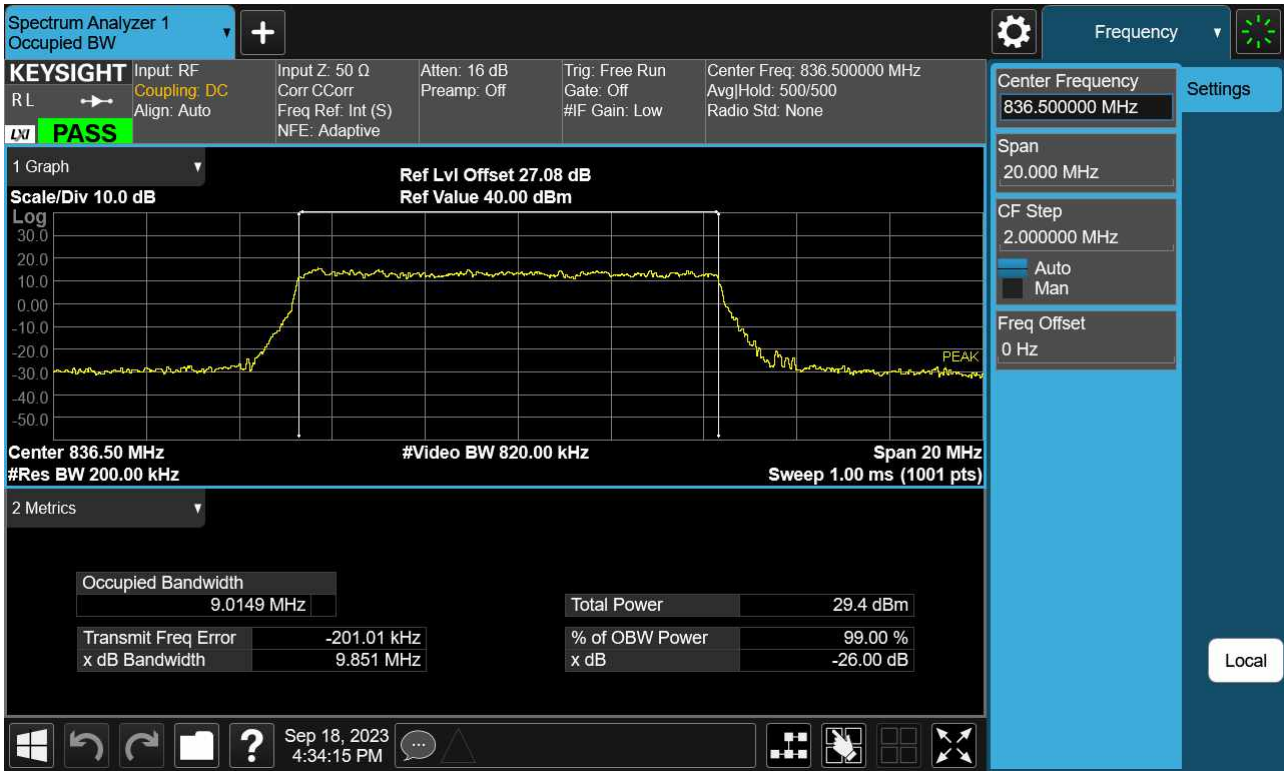 Spectrum Analyzer 1
Occupied BW
+
Frequency
KEYSIGHT
R L
LXI
PASS
Input: RF
Coupling: DC
Align: Auto
Input Z: 50 Ω
Corr CCorr
Freq Ref: Int (S)
NFE: Adaptive
Atten: 16 dB
Preamp: Off
Trig: Free Run
Gate: Off
#IF Gain: Low
Center Freq: 836.500000 MHz
Avg|Hold: 500/500
Radio Std: None
Center Frequency
836.500000 MHz
Settings
Span
20.000 MHz
CF Step
2.000000 MHz
Auto
Man
Freq Offset
0 Hz
Local
1 Graph
Ref Lvl Offset 27.08 dB
Scale/Div 10.0 dB
Ref Value 40.00 dBm
Log
30.0
20.0
10.0
0.00
-10.0
-20.0
-30.0
-40.0
-50.0
PEAK
Center 836.50 MHz
#Video BW 820.00 kHz
Span 20 MHz
#Res BW 200.00 kHz
Sweep 1.00 ms (1001 pts)
2 Metrics
Occupied Bandwidth
9.0149 MHz
Total Power 29.4 dBm
Transmit Freq Error -201.01 kHz
% of OBW Power 99.00 %
x dB Bandwidth 9.851 MHz
x dB -26.00 dB
?
Sep 18, 2023
4:34:15 PM